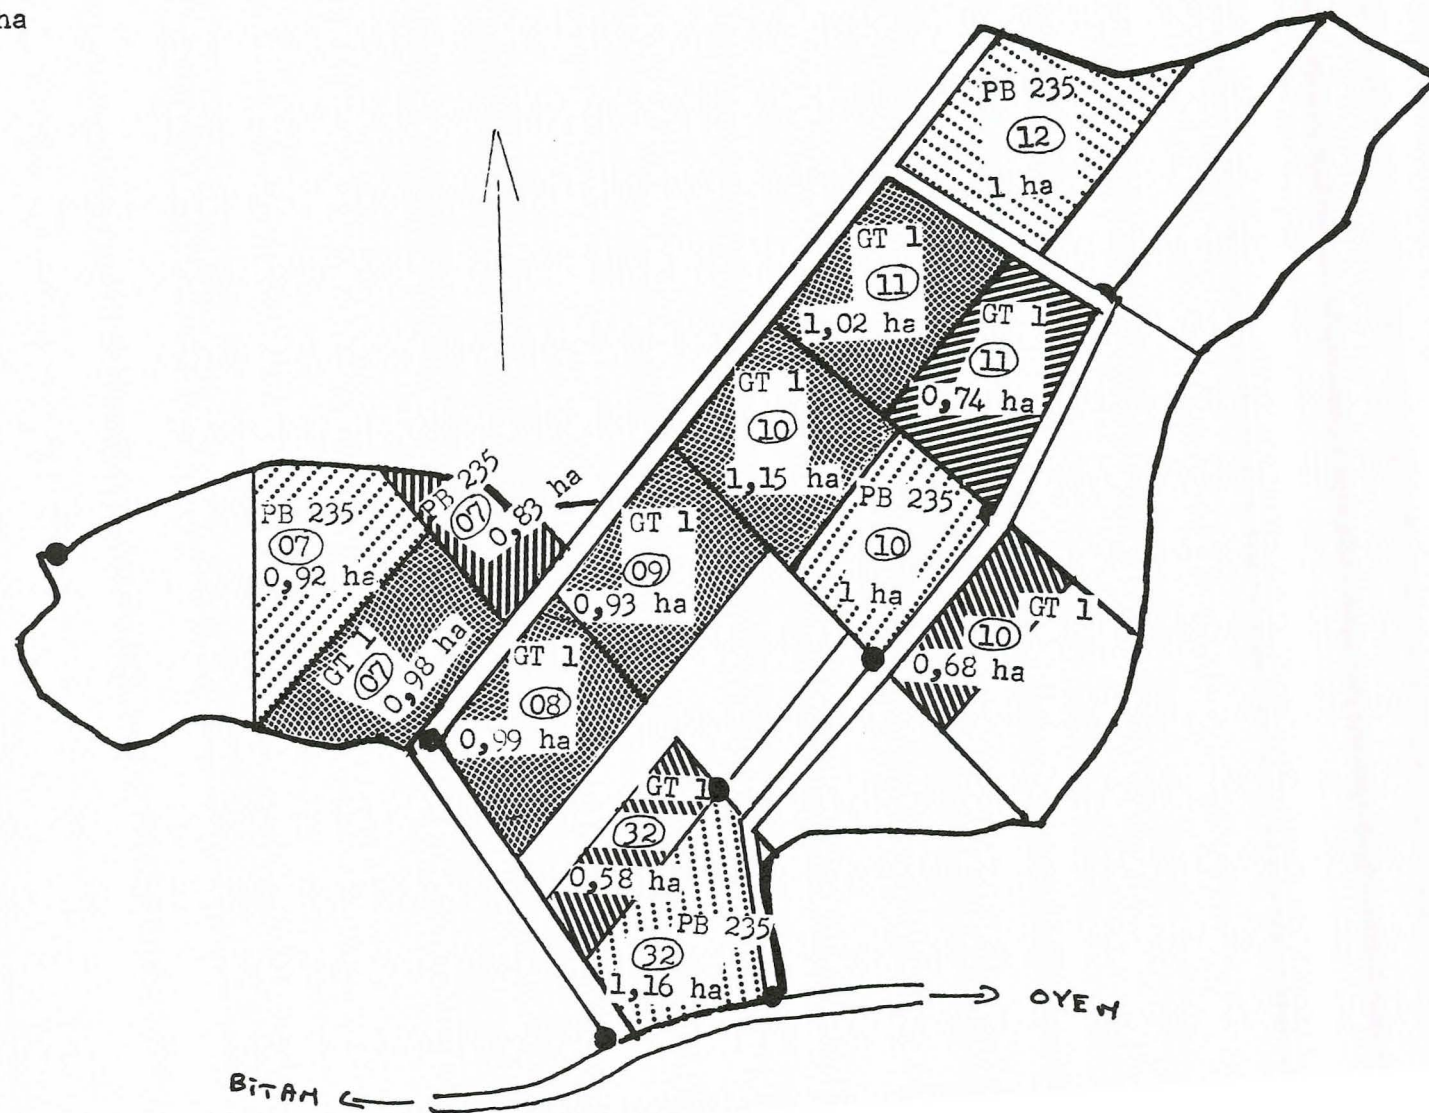 ha
PB 235
12
1 ha
GT 1
11
1,02 ha
GT 1
11
0,74 ha
GT 1
10
1,15 ha
PB 235
10
1 ha
GT 1
10
0,68 ha
GT 1
09
0,93 ha
PB 235
07
0,83 ha
PB 235
07
0,92 ha
GT 1
07
0,98 ha
GT 1
08
0,99 ha
GT 1
32
0,58 ha
PB 235
32
1,16 ha
OYEM
BiTAM